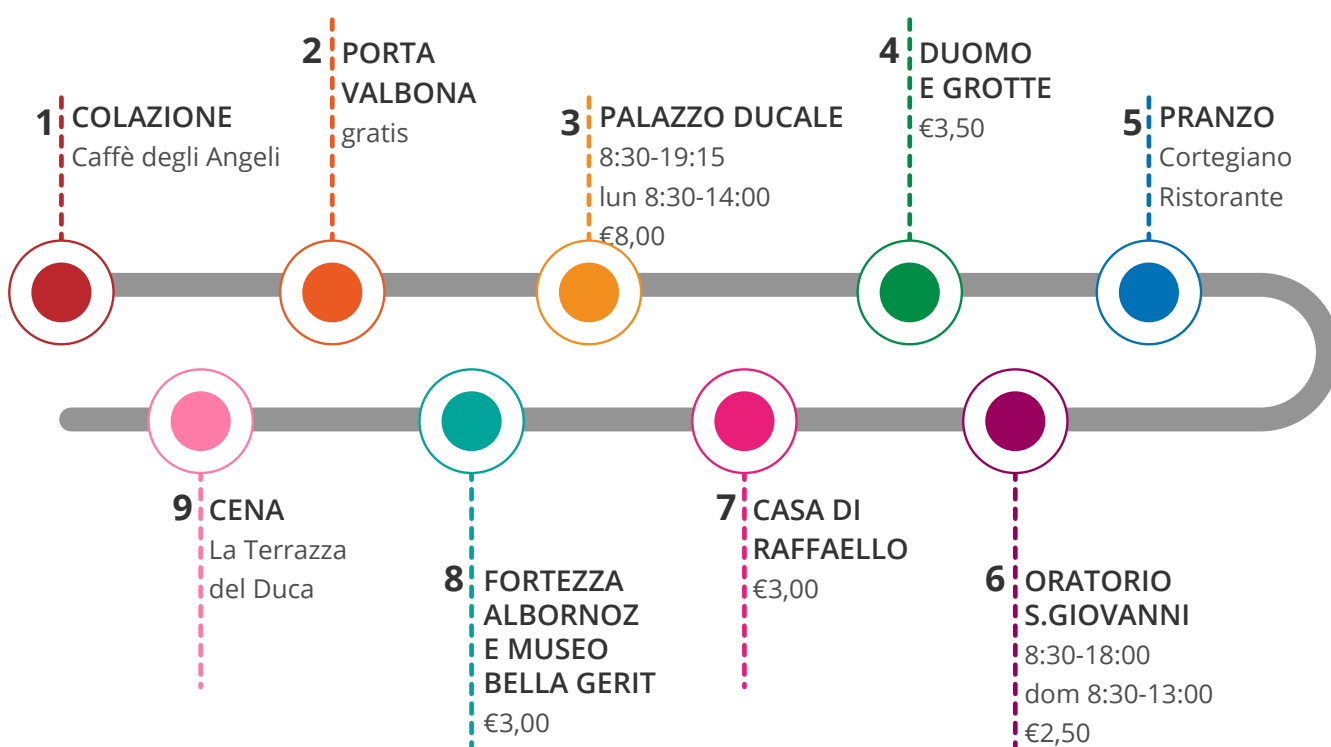 1 COLAZIONE
Caffè degli Angeli
2 PORTA
VALBONA
gratis
3 PALAZZO DUCALE
8:30-19:15
lun 8:30-14:00
€8,00
4 DUOMO
E GROTTE
€3,50
5 PRANZO
Cortegiano
Ristorante
6 ORATORIO
S.GIOVANNI
8:30-18:00
dom 8:30-13:00
€2,50
7 CASA DI
RAFFAELLO
€3,00
8 FORTEZZA
ALBORNOZ
E MUSEO
BELLA GERIT
€3,00
9 CENA
La Terrazza
del Duca